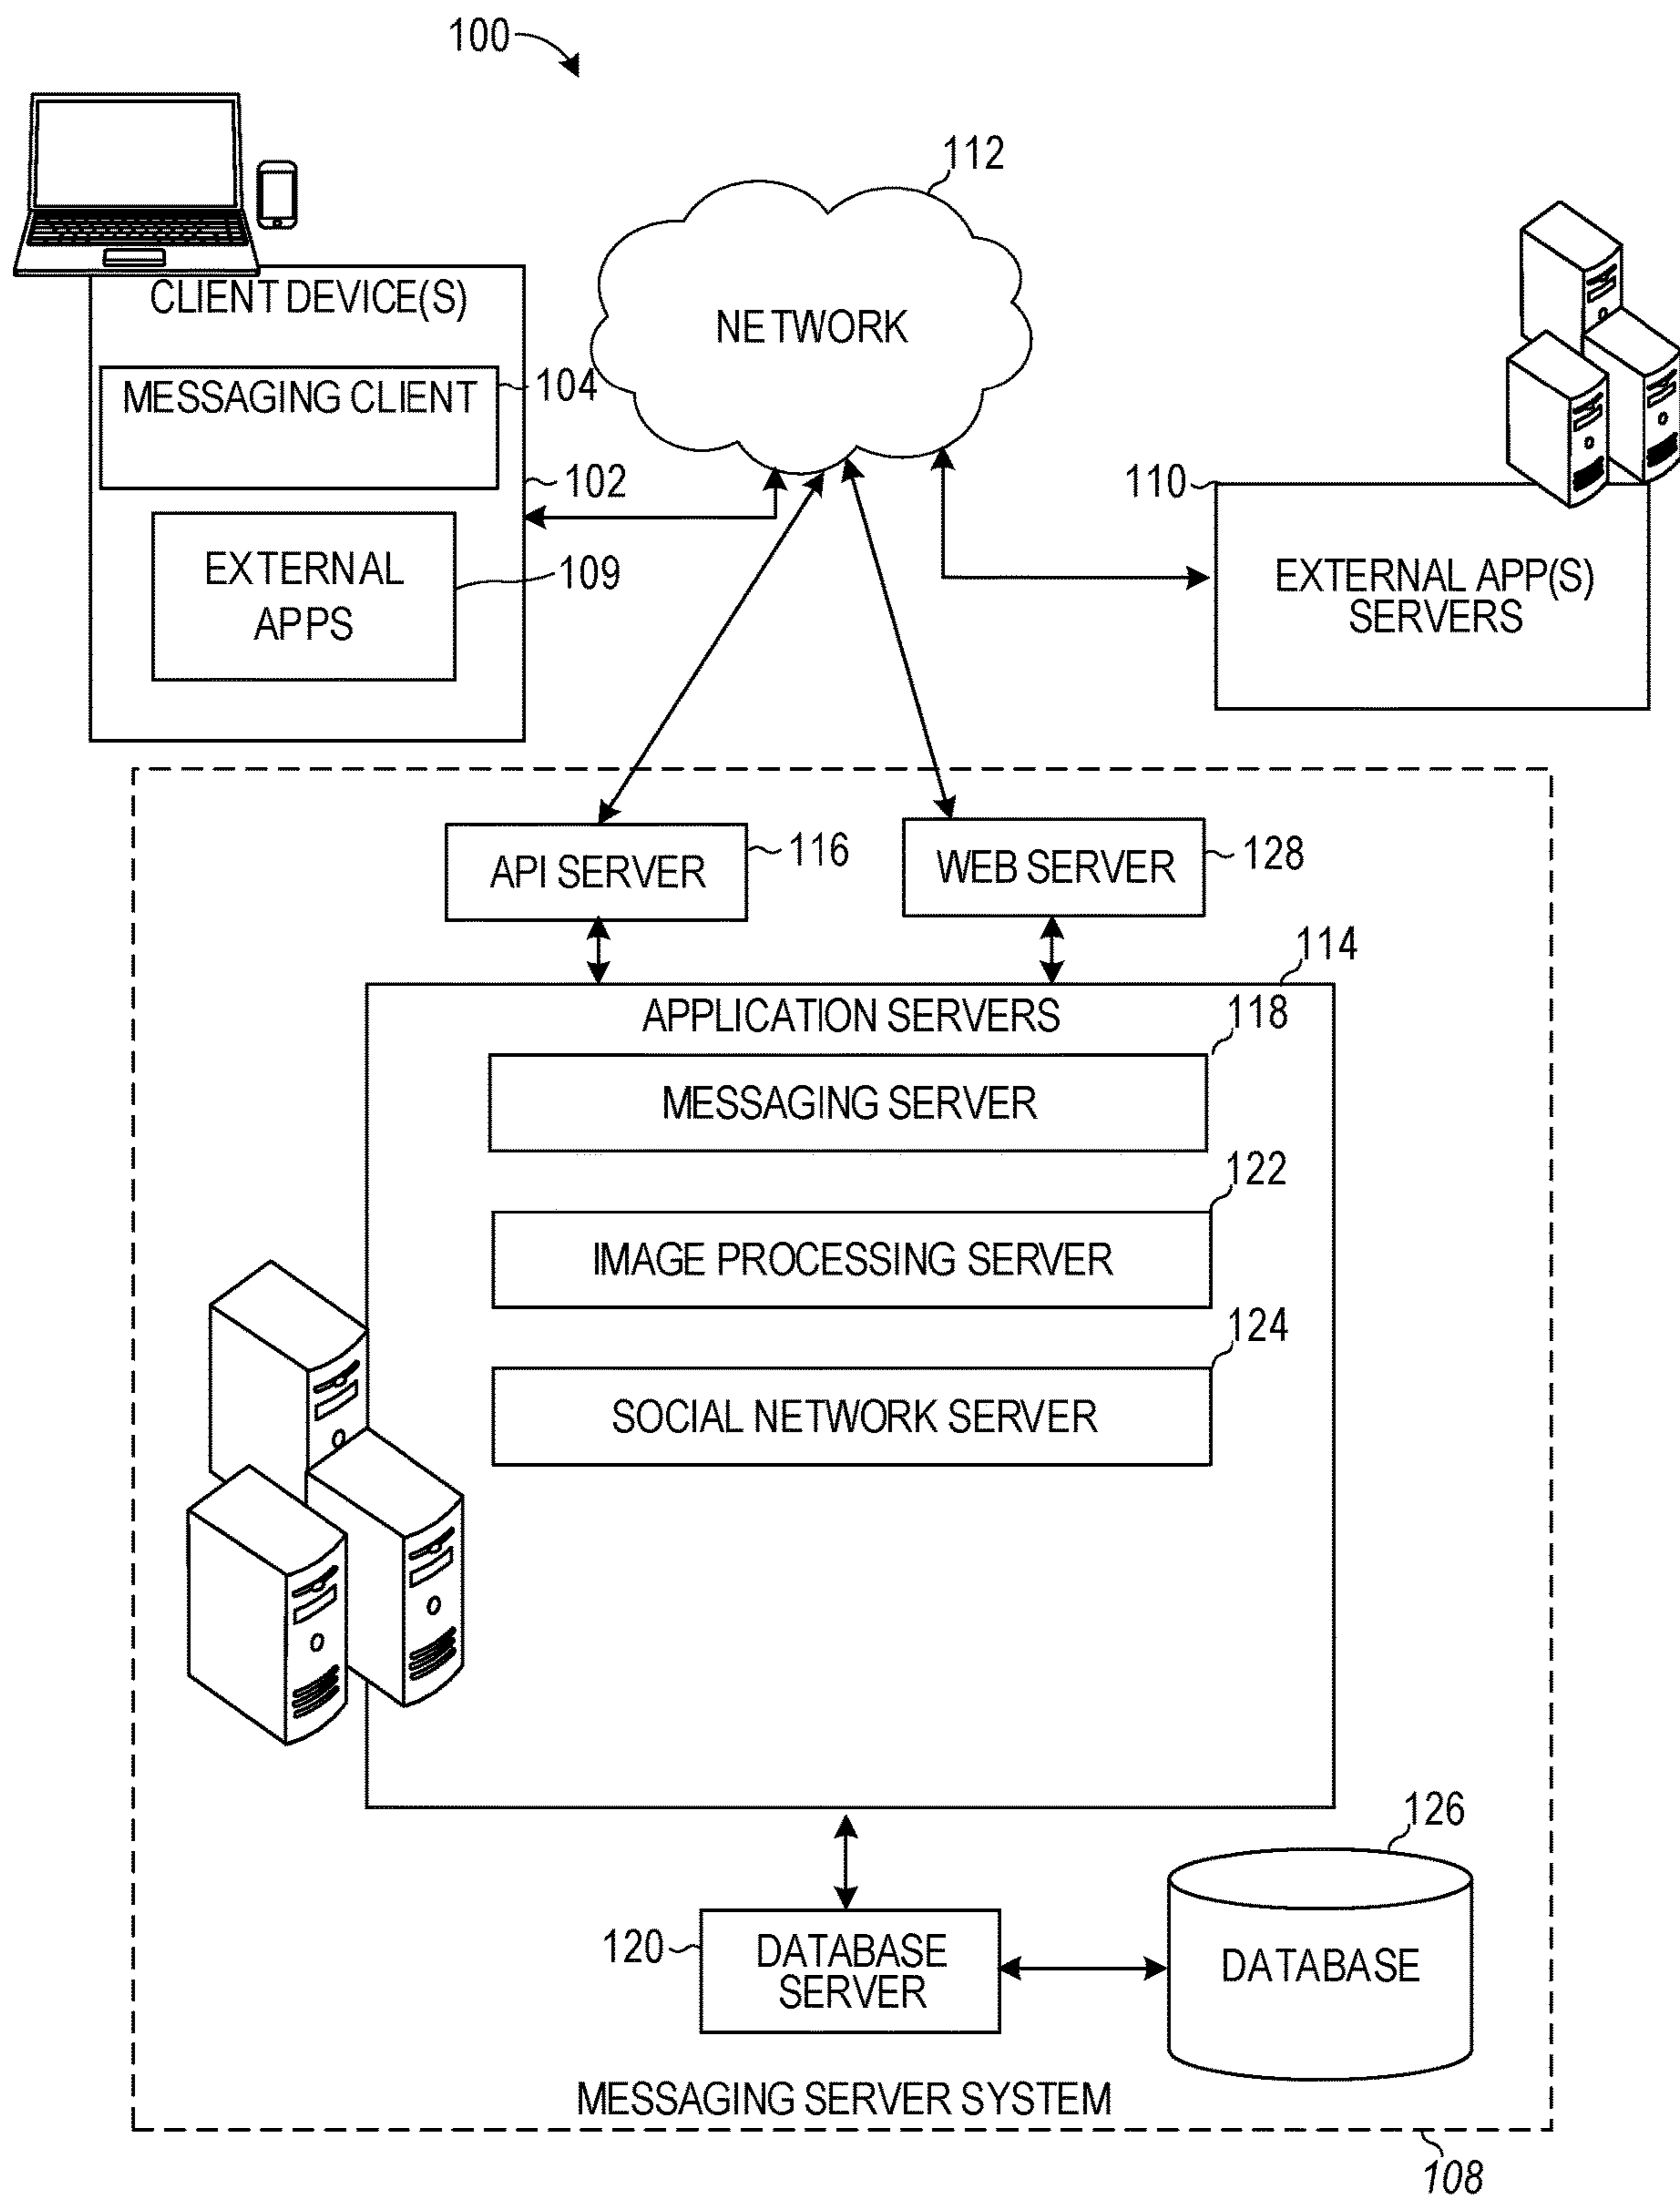 100
112
CLIENT DEVICE(S)
NETWORK
MESSAGING CLIENT
104
102
110
EXTERNAL
APPS
109
EXTERNAL APP(S)
SERVERS
API SERVER
116
WEB SERVER
128
114
APPLICATION SERVERS
118
MESSAGING SERVER
122
IMAGE PROCESSING SERVER
124
SOCIAL NETWORK SERVER
126
120
DATABASE
SERVER
DATABASE
MESSAGING SERVER SYSTEM
108